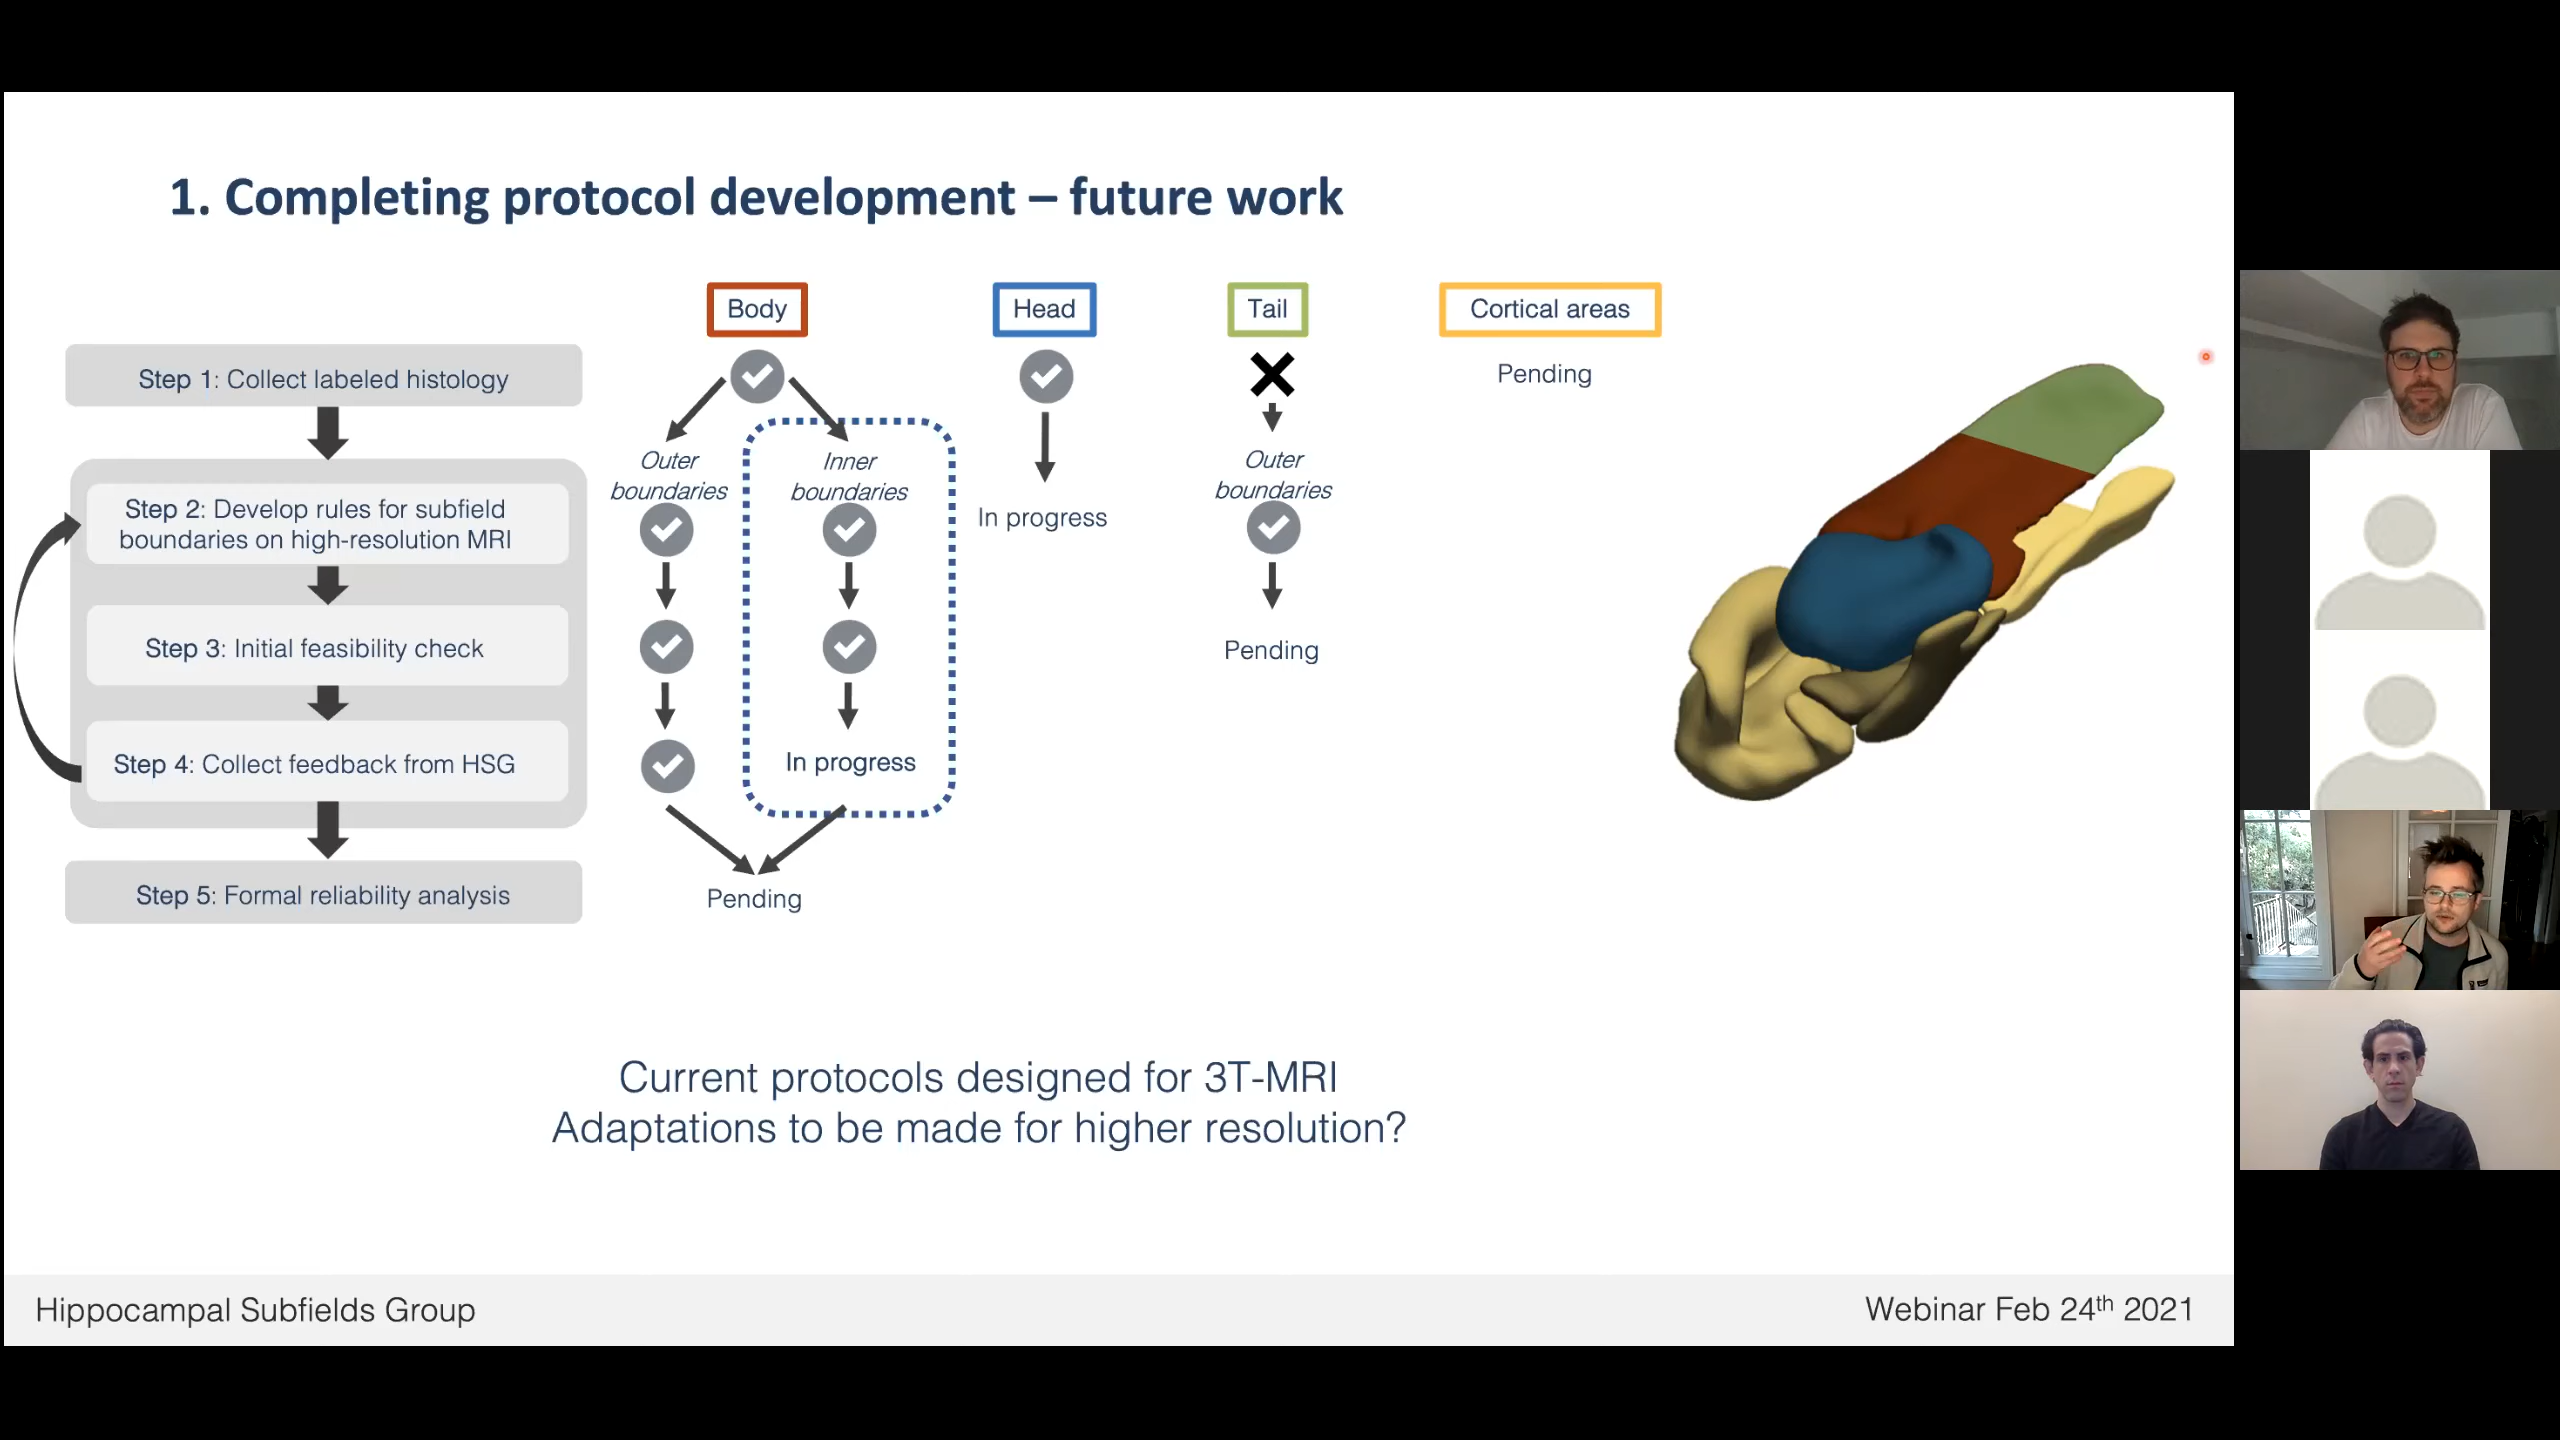 1. Completing protocol development – future work
Body
Head
Tail
Cortical areas
Step 1: Collect labeled histology
Pending
Outer
boundaries
Inner
boundaries
Outer
boundaries
Step 2: Develop rules for subfield
boundaries on high-resolution MRI
In progress
Step 3: Initial feasibility check
Pending
Step 4: Collect feedback from HSG
In progress
Step 5: Formal reliability analysis
Pending
Current protocols designed for 3T-MRI
Adaptations to be made for higher resolution?
Hippocampal Subfields Group
Webinar Feb 24th 2021